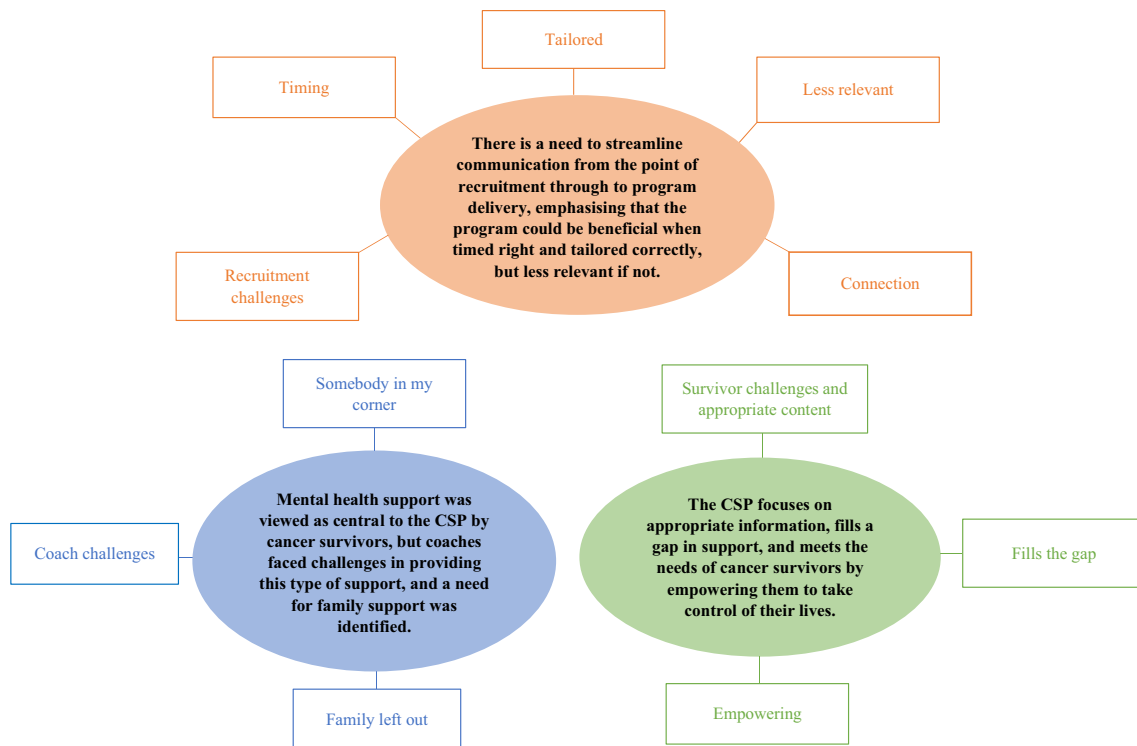 Tailored
Timing
Less relevant
There is a need to streamline
communication from the point of
recruitment through to program
delivery, emphasising that the
program could be beneficial when
timed right and tailored correctly,
but less relevant if not.
Recruitment
challenges
Connection
Somebody in my
corner
Mental health support was
viewed as central to the CSP by
cancer survivors, but coaches
faced challenges in providing
this type of support, and a need
for family support was
identified.
Coach challenges
Family left out
Survivor challenges and
appropriate content
The CSP focuses on
appropriate information, fills a
gap in support, and meets the
needs of cancer survivors by
empowering them to take
control of their lives.
Fills the gap
Empowering